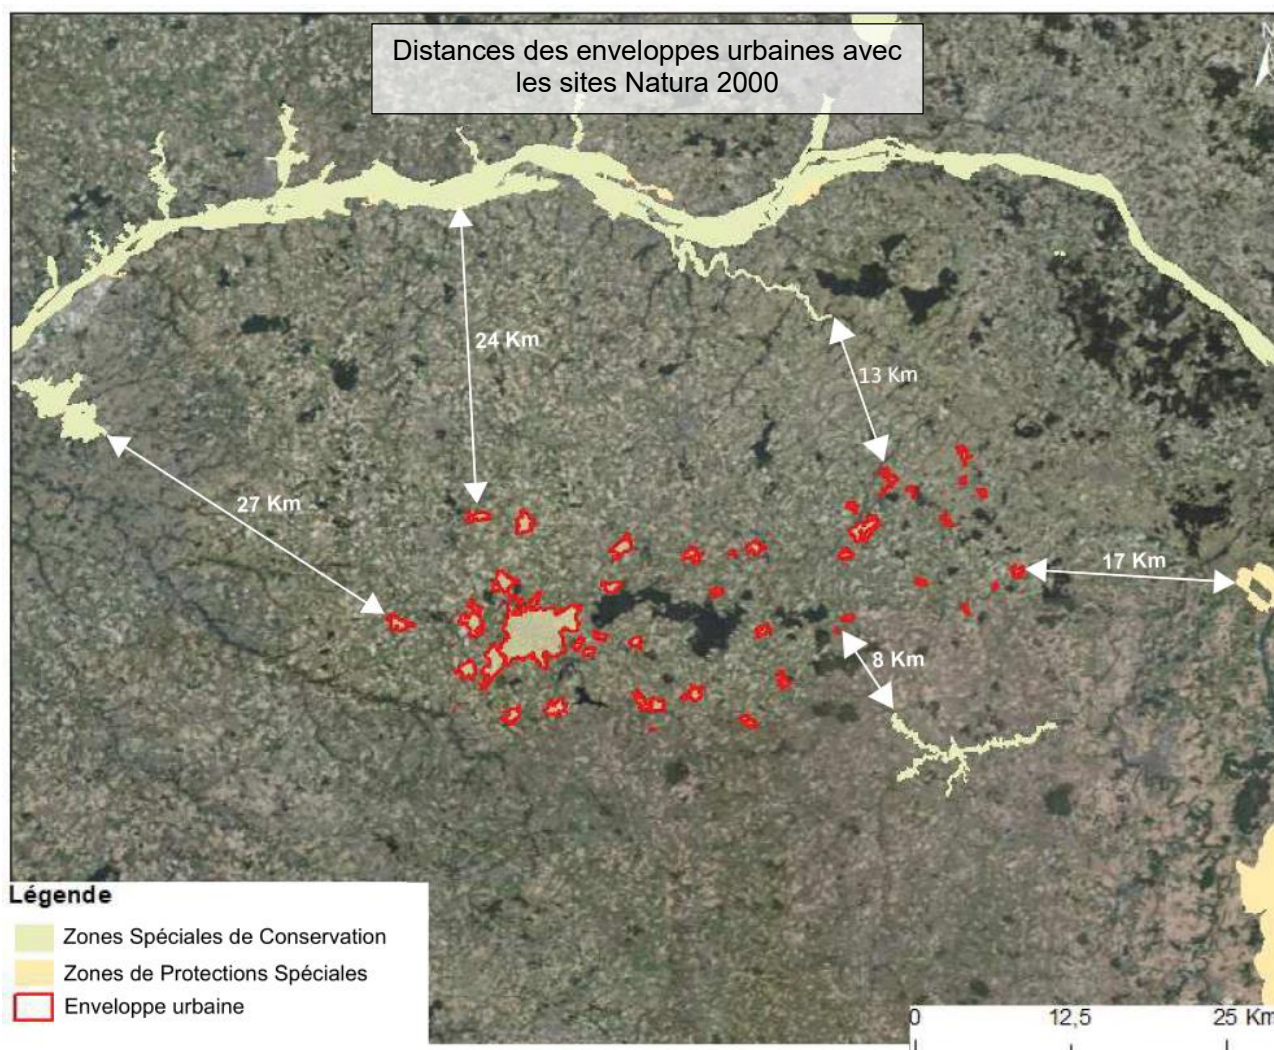 Distances des enveloppes urbaines avec
les sites Natura 2000
N
24 Km
13 Km
27 Km
17 Km
8 Km
Légende
Zones Spéciales de Conservation
Zones de Protections Spéciales
Enveloppe urbaine
0 12,5 25 Km